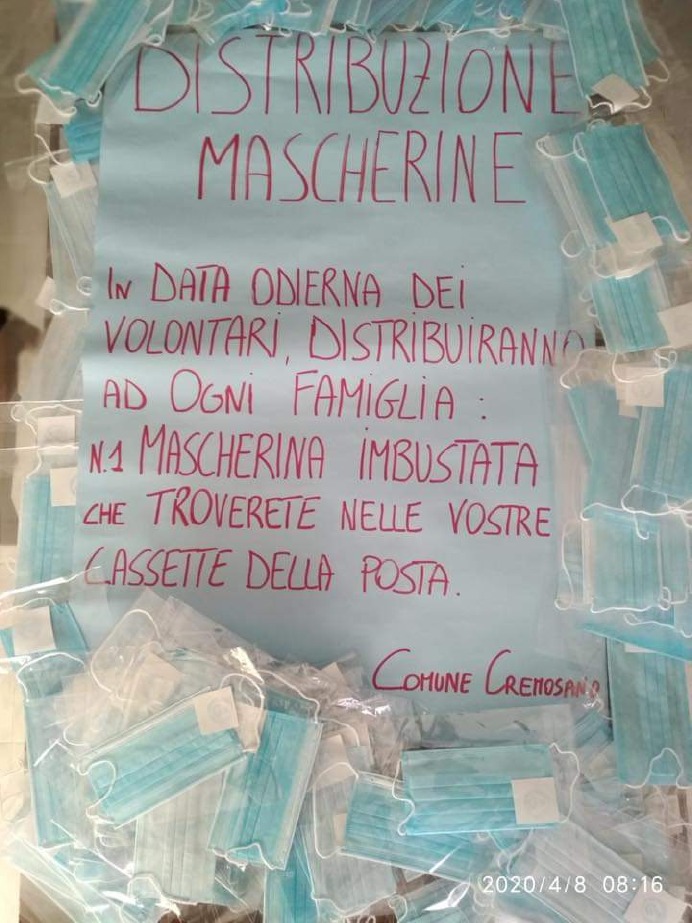 DISTRIBUZIONE
MASCHERINE
IN DATA ODIERNA DEI
VOLONTARI, DISTRIBUIRANNO
AD OGNI FAMIGLIA :
N.1 MASCHERINA IMBUSTATA
CHE TROVERETE NELLE VOSTRE
CASSETTE DELLA POSTA.
COMUNE CREMOSANO
2020/4/8 08:16